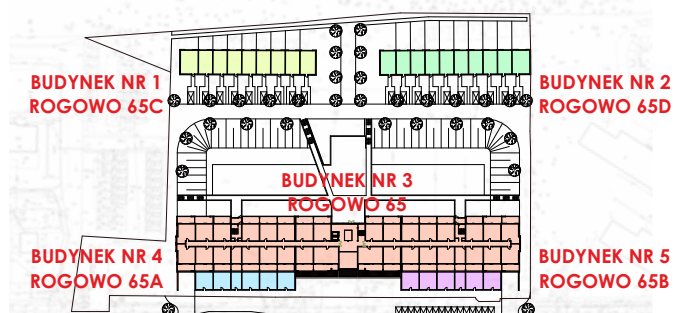 BUDYNEK NR 1
ROGOWO 65C
BUDYNEK NR 2
ROGOWO 65D
BUDYNEK NR 3
ROGOWO 65
BUDYNEK NR 4
ROGOWO 65A
BUDYNEK NR 5
ROGOWO 65B